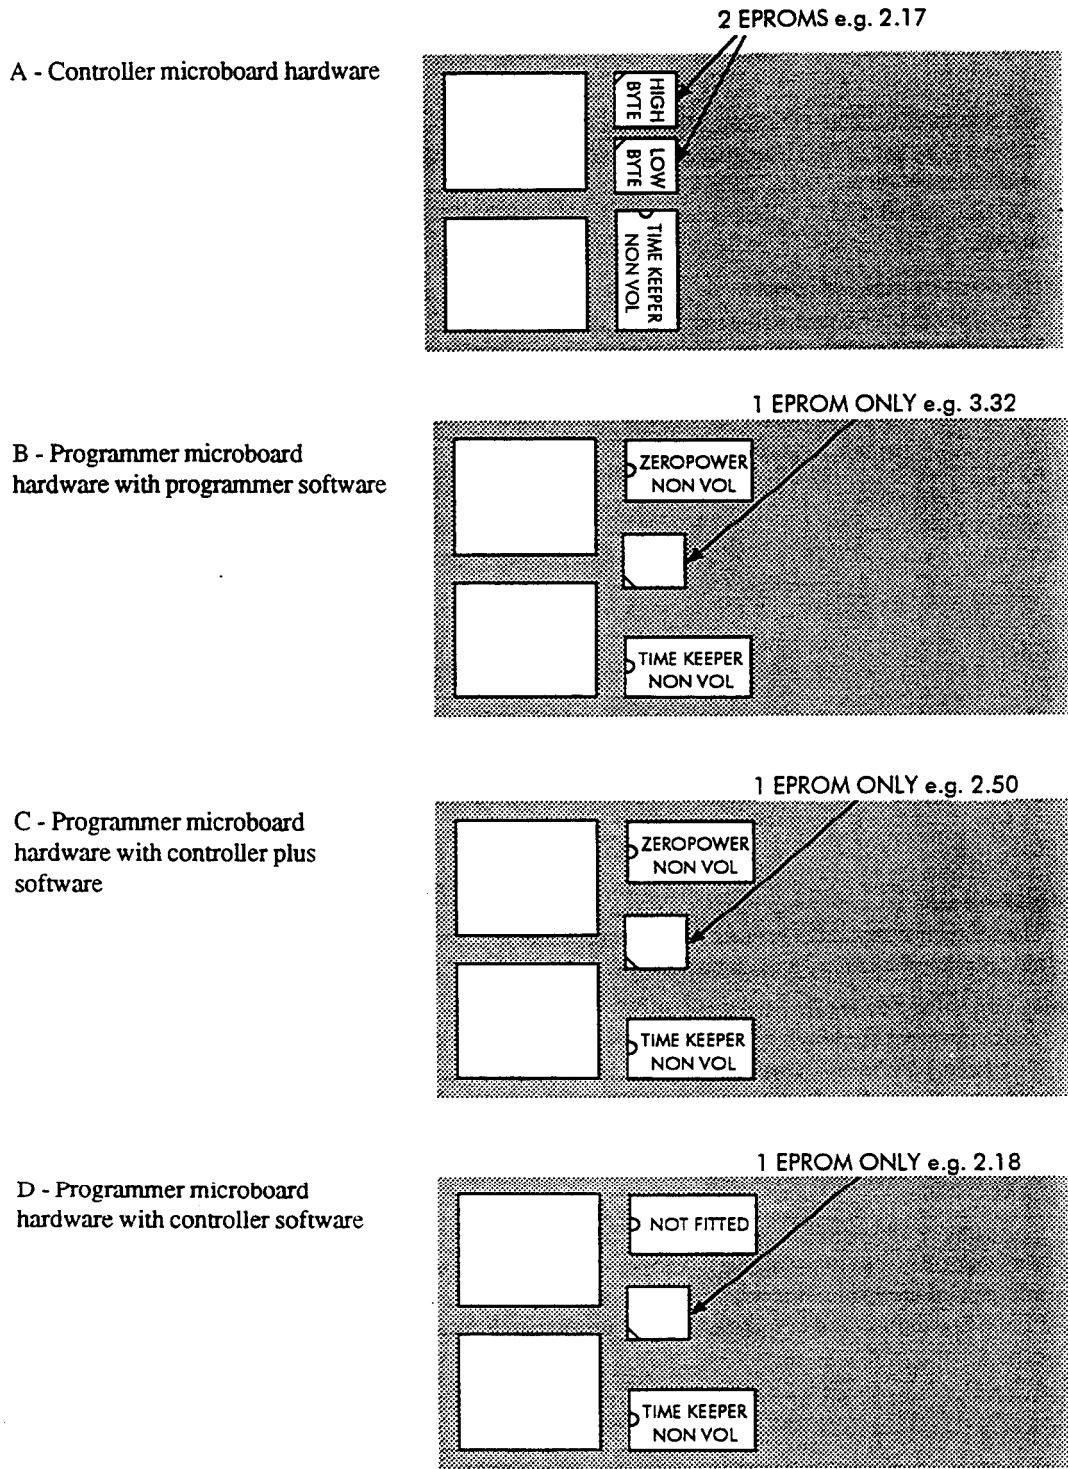 2 EPROMS e.g. 2.17
A - Controller microboard hardware
HIGH
BYTE
LOW
BYTE
TIME KEEPER
NON VOL
1 EPROM ONLY e.g. 3.32
B - Programmer microboard
hardware with programmer software
ZEROPOWER
NON VOL
TIME KEEPER
NON VOL
1 EPROM ONLY e.g. 2.50
C - Programmer microboard
hardware with controller plus
software
ZEROPOWER
NON VOL
TIME KEEPER
NON VOL
1 EPROM ONLY e.g. 2.18
D - Programmer microboard
hardware with controller software
NOT FITTED
TIME KEEPER
NON VOL